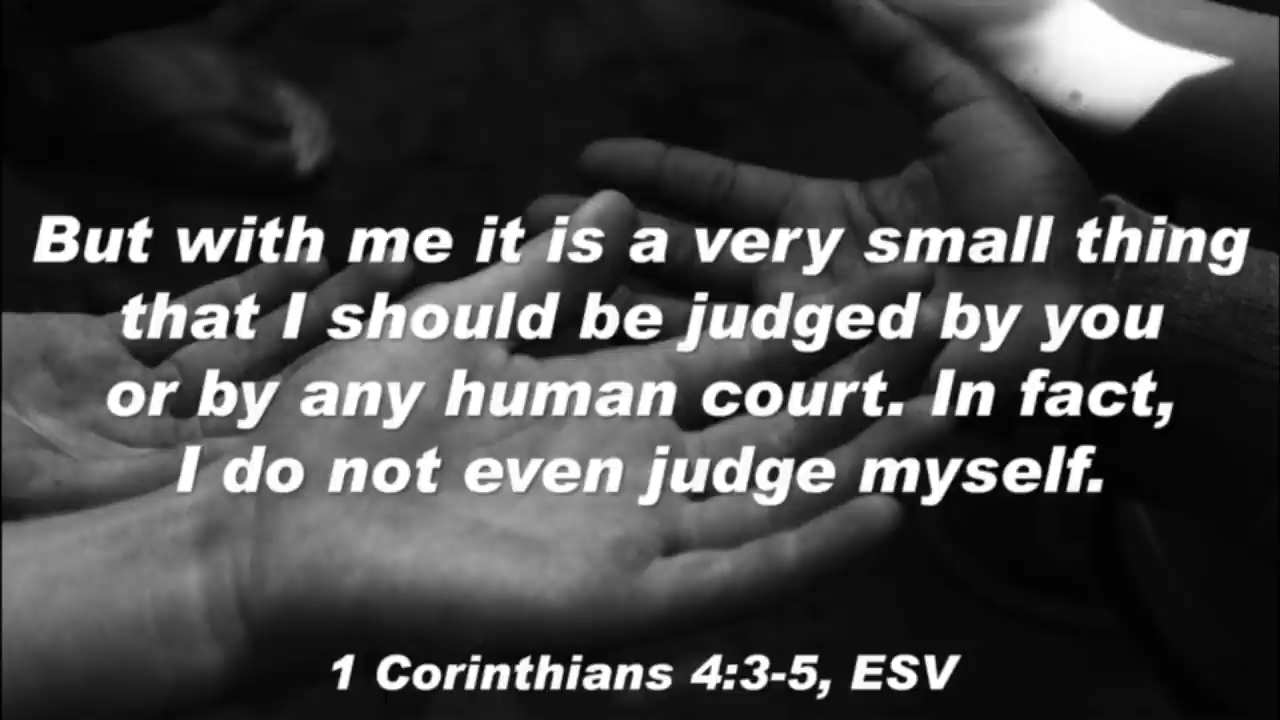 But with me it is a very small thing
that I should be judged by you
or by any human court. In fact,
I do not even judge myself.
1 Corinthians 4:3-5, ESV